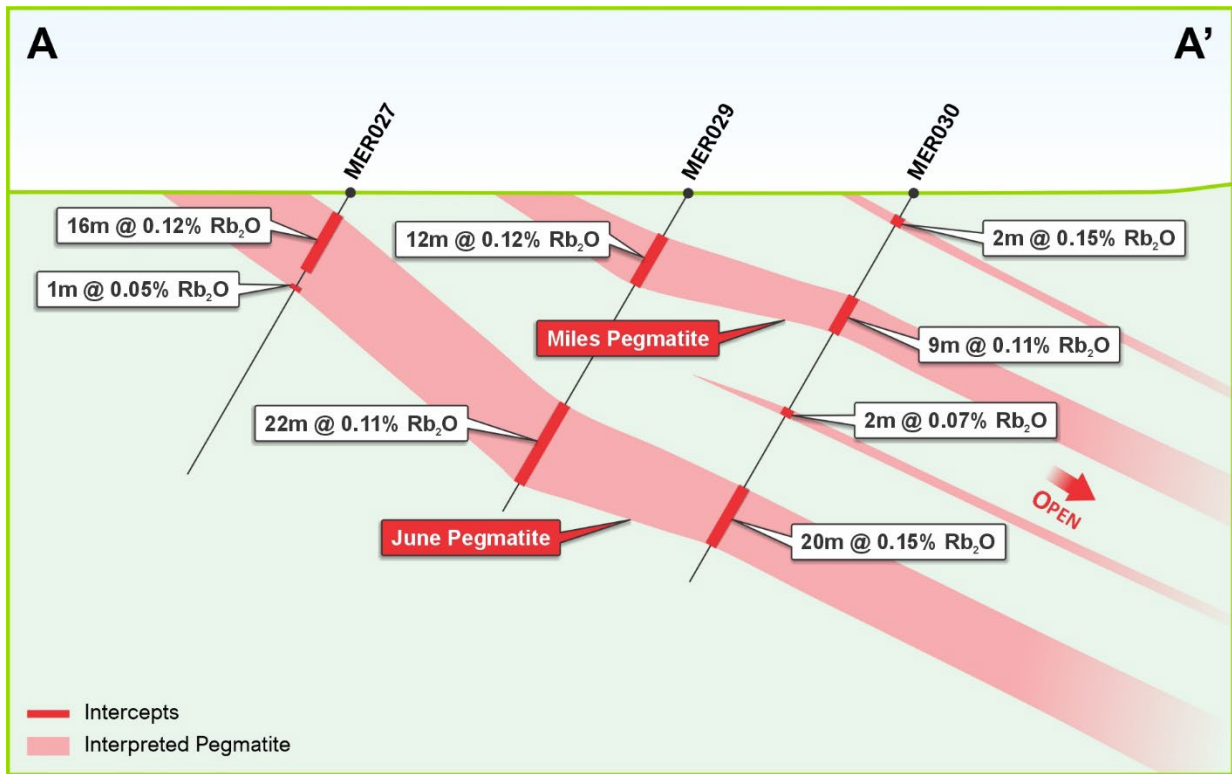 A
A’
MER027
MER029
MER030
16m @ 0.12% Rb₂O
12m @ 0.12% Rb₂O
2m @ 0.15% Rb₂O
1m @ 0.05% Rb₂O
Miles Pegmatite
9m @ 0.11% Rb₂O
22m @ 0.11% Rb₂O
2m @ 0.07% Rb₂O
OPEN
June Pegmatite
20m @ 0.15% Rb₂O
Intercepts
Interpreted Pegmatite